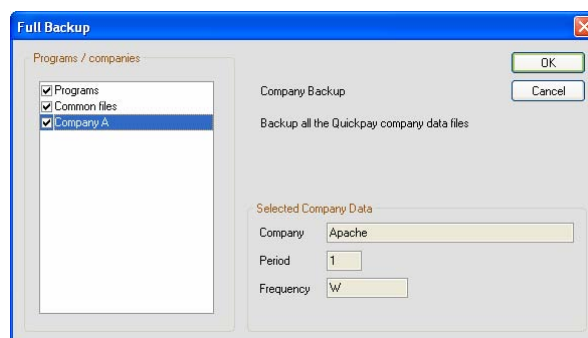 Full Backup
Programs / companies
Programs
Common files
Company A
OK
Cancel
Company Backup
Backup all the Quickpay company data files
Selected Company Data
Company Apache
Period 1
Frequency W